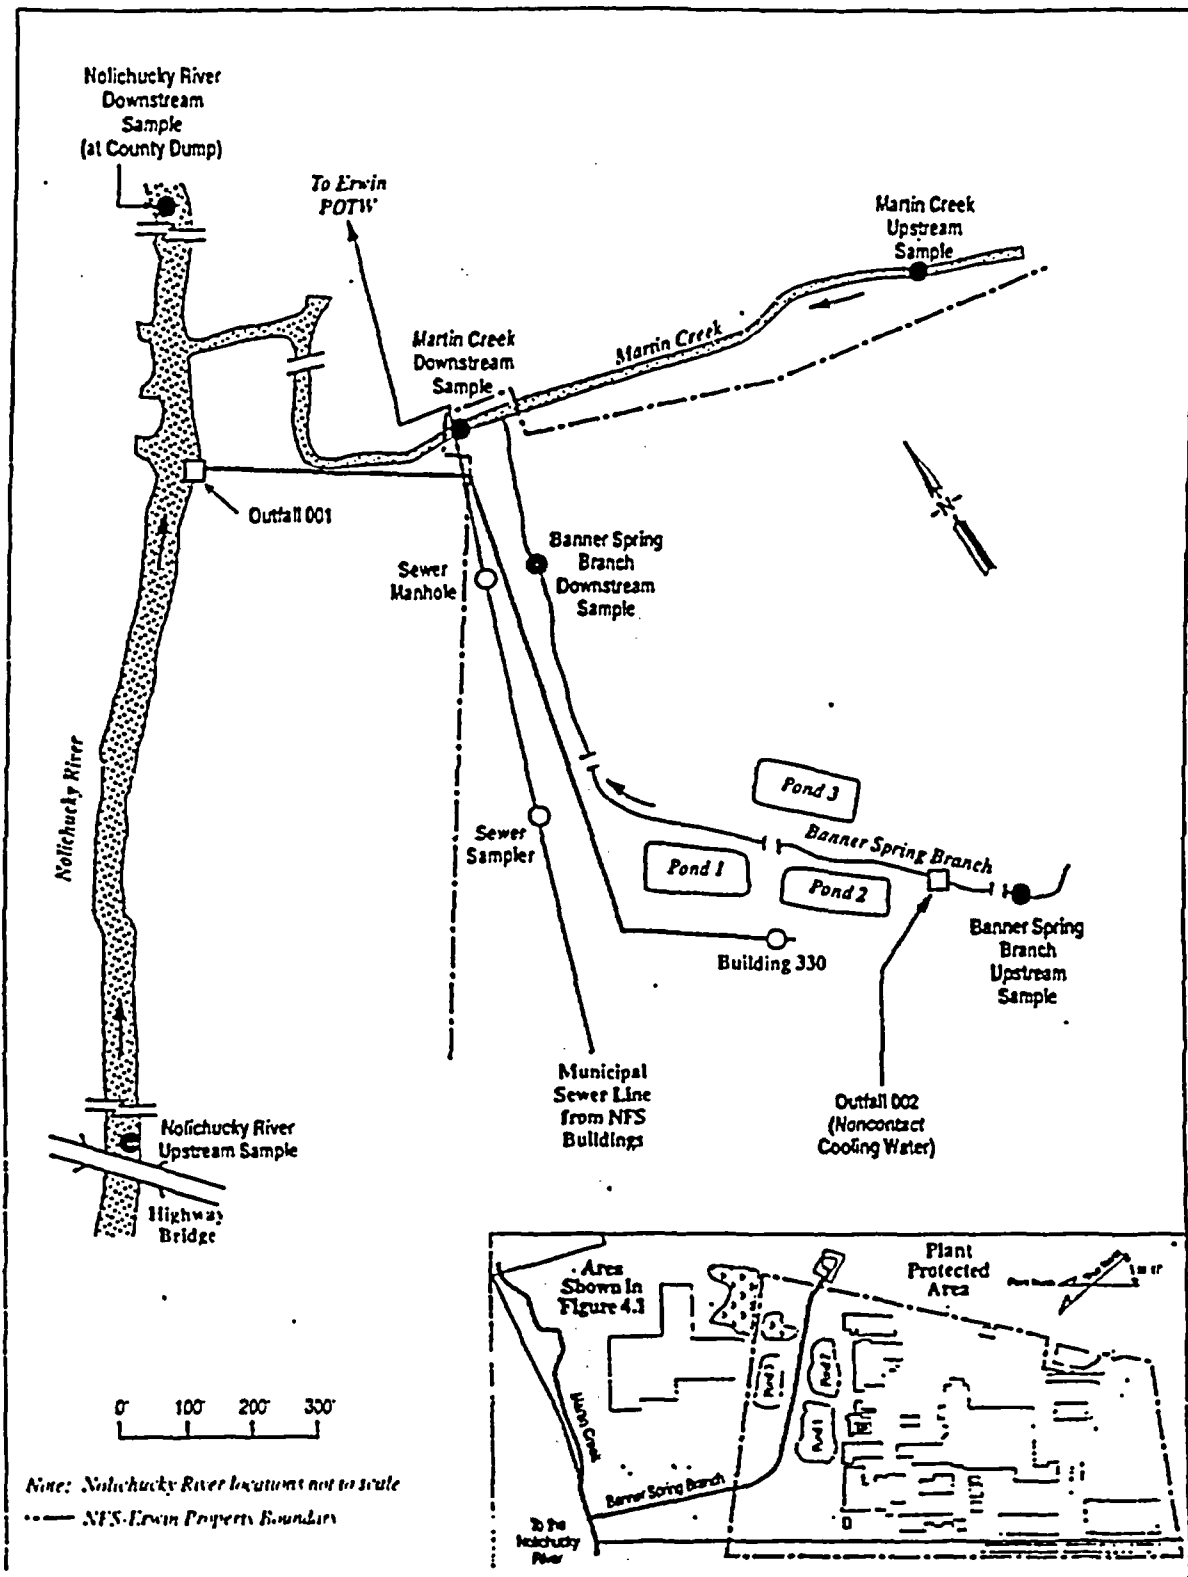 Nolichucky River
Downstream
Sample
(at County Dump)
To Erwin
POTW
Martin Creek
Upstream
Sample
Martin Creek
Downstream
Sample
Martin Creek
Outfall 001
N
Sewer
Manhole
Banner Spring
Branch
Downstream
Sample
Nolichucky River
Pond 3
Sewer
Sampler
Banner Spring Branch
Pond 1
Pond 2
Building 330
Banner Spring
Branch
Upstream
Sample
Municipal
Sewer Line
from NFS
Buildings
Outfall 002
(Noncontact
Cooling Water)
Nolichucky River
Upstream Sample
Highway
Bridge
Area
Shown in
Plant
Protected
Area
Pond 3
Pond 2
Pond 1
Martin Creek
Banner Spring Branch
To the
Nolichucky
River
0' 100' 200' 300'
Note: Nolichucky River locations not to scale
NFS-Erwin Property Boundary